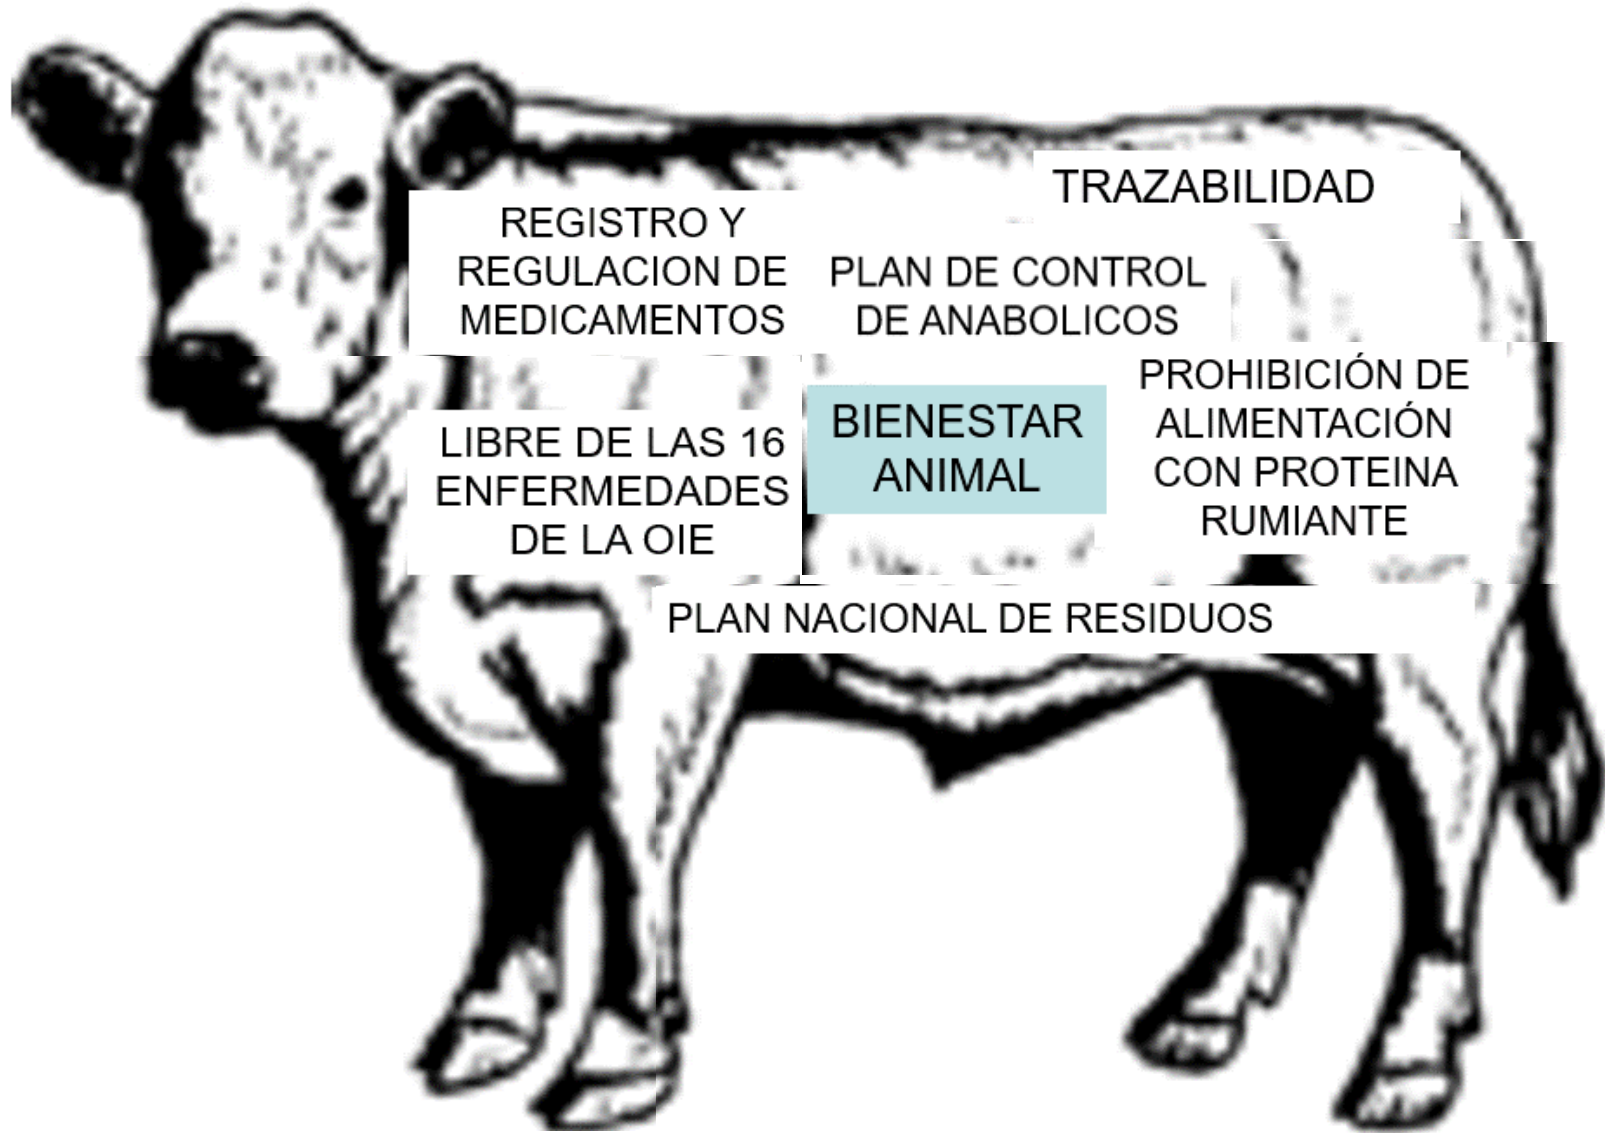 TRAZABILIDAD
REGISTRO Y
REGULACION DE
MEDICAMENTOS
PLAN DE CONTROL
DE ANABOLICOS
LIBRE DE LAS 16
ENFERMEDADES
DE LA OIE
BIENESTAR
ANIMAL
PROHIBICIÓN DE
ALIMENTACIÓN
CON PROTEINA
RUMIANTE
PLAN NACIONAL DE RESIDUOS